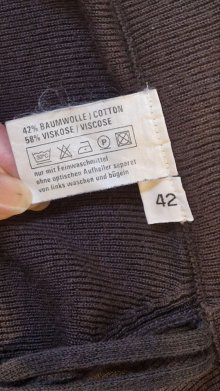 42% BAUMWOLLE / COTTON
58% VISKOSE / VISCOSE
30°C
nur mit Feinwaschmittel
ohne optischen Aufheller separat
von links waschen und bügeln
42